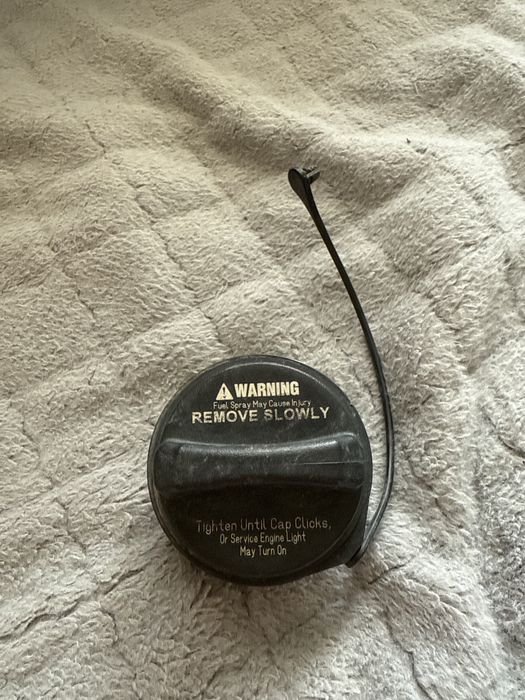 WARNING
Fuel Spray May Cause Injury
REMOVE SLOWLY
Tighten Until Cap Clicks,
Or Service Engine Light
May Turn On